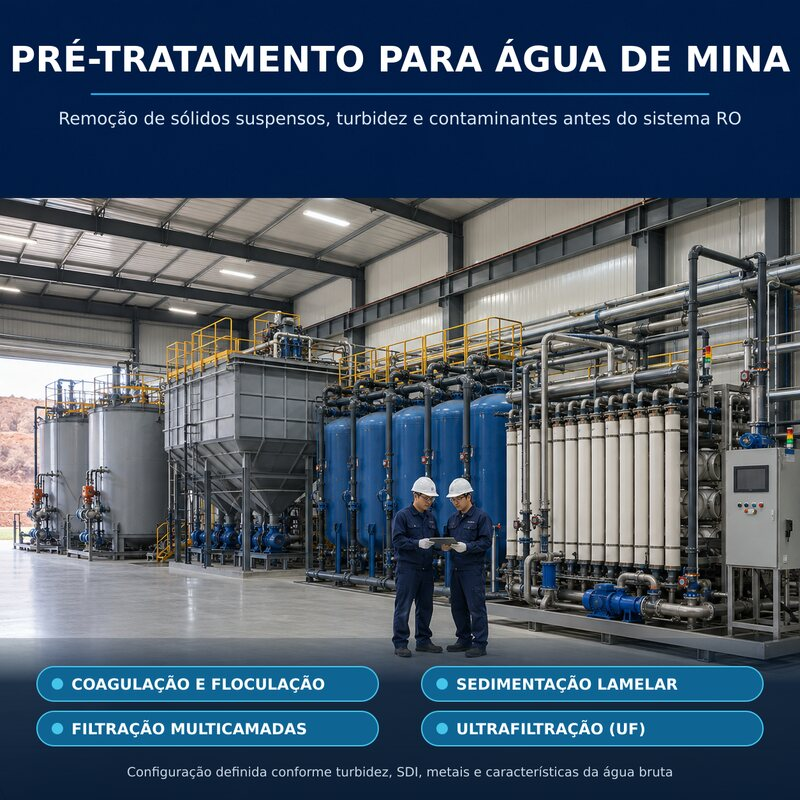 PRÉ-TRATAMENTO PARA ÁGUA DE MINA
Remoção de sólidos suspensos, turbidez e contaminantes antes do sistema RO
COAGULAÇÃO E FLOCULAÇÃO
SEDIMENTAÇÃO LAMELAR
FILTRAÇÃO MULTICAMADAS
ULTRAFILTRAÇÃO (UF)
Configuração definida conforme turbidez, SDI, metais e características da água bruta